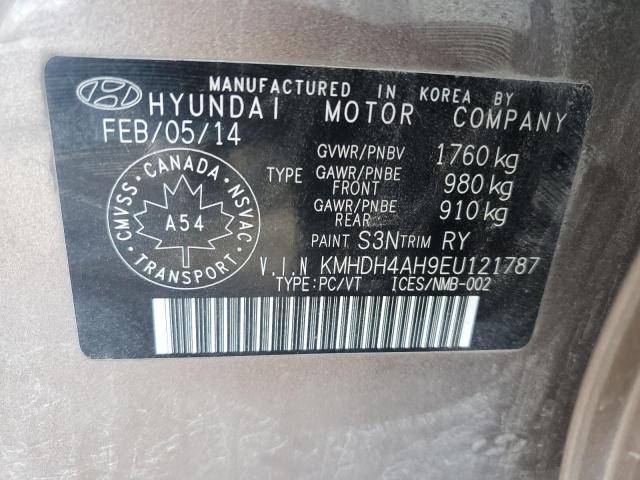 MANUFACTURED IN KOREA BY
HYUNDAI MOTOR COMPANY
FEB/05/14
GVWR/PNBV 1760 kg
TYPE GAWR/PNBE FRONT 980 kg
GAWR/PNBE REAR 910 kg
PAINT S3N TRIM RY
V.I.N KMHDH4AH9EU121787
TYPE:PC/VT ICES/NMB-002
CMVSS · CANADA · NSVAC
A54
TRANSPORT